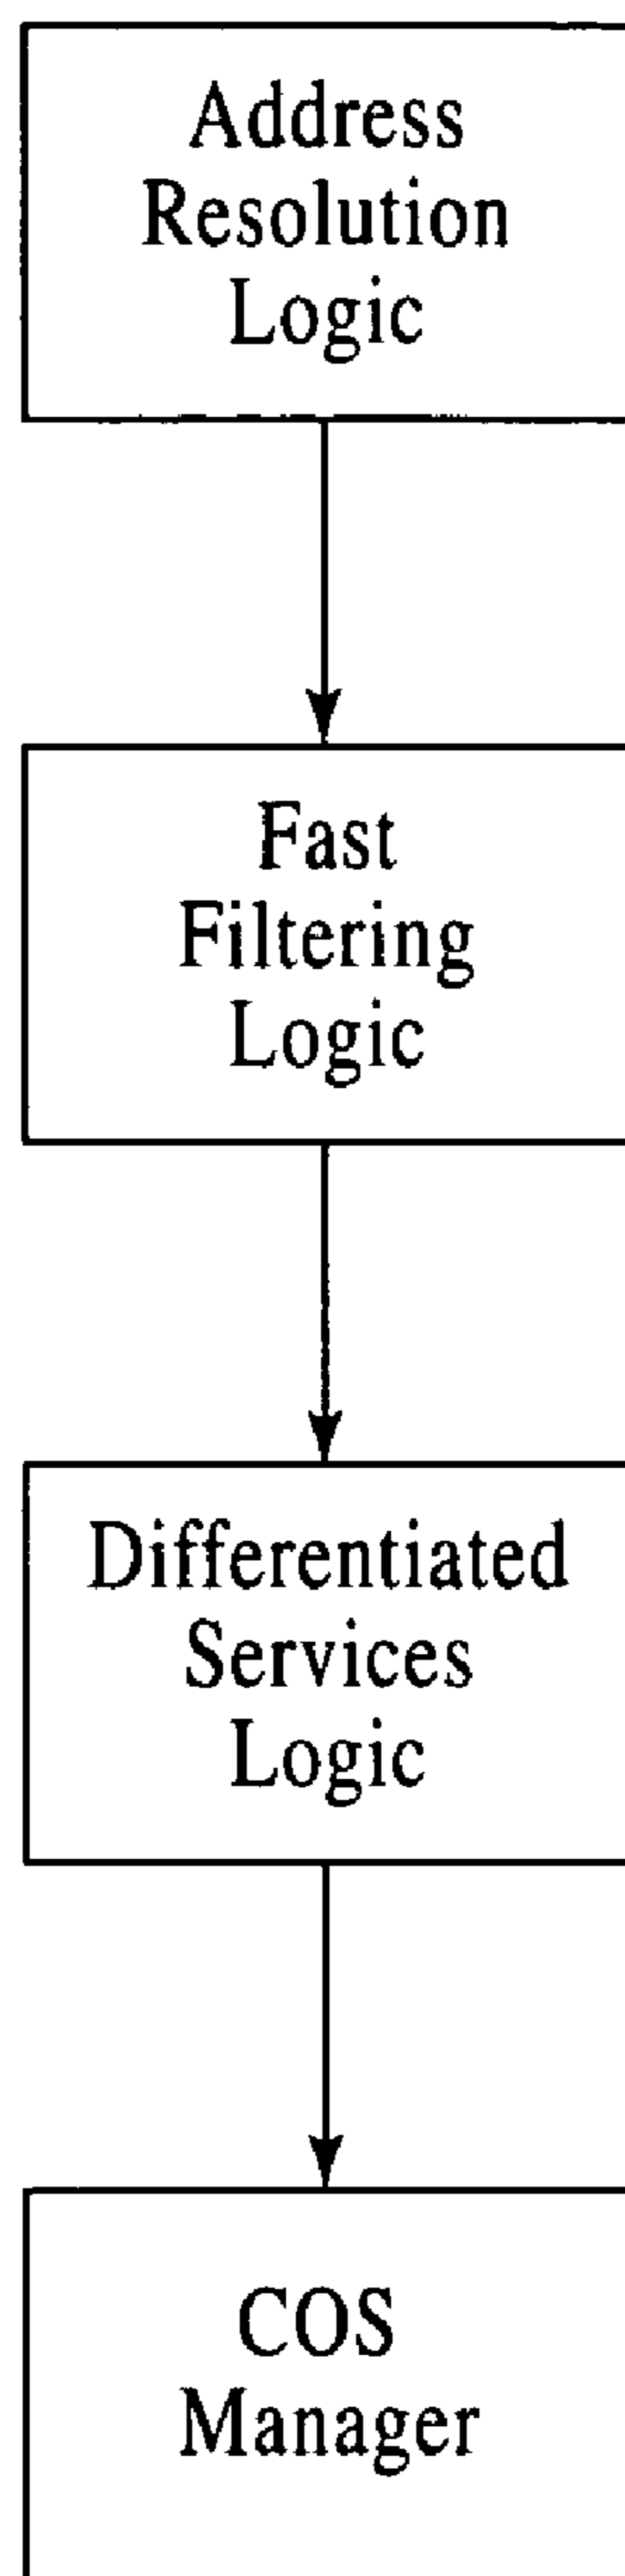 Address
Resolution
Logic
Fast
Filtering
Logic
Differentiated
Services
Logic
COS
Manager